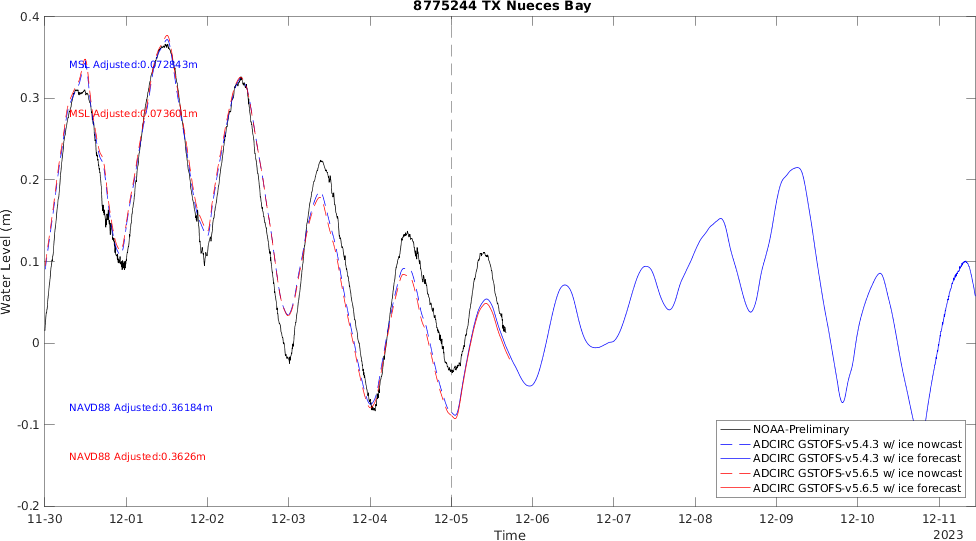 8775244 TX Nueces Bay
0.4
0.3
0.2
0.1
0
-0.1
-0.2
Water Level (m)
MSL Adjusted:0.072843m
MSL Adjusted:0.073601m
NAVD88 Adjusted:0.36184m
NAVD88 Adjusted:0.3626m
NOAA-Preliminary
ADCIRC GSTOFS-v5.4.3 w/ ice nowcast
ADCIRC GSTOFS-v5.4.3 w/ ice forecast
ADCIRC GSTOFS-v5.6.5 w/ ice nowcast
ADCIRC GSTOFS-v5.6.5 w/ ice forecast
11-30 12-01 12-02 12-03 12-04 12-05 12-06 12-07 12-08 12-09 12-10 12-11
Time
2023